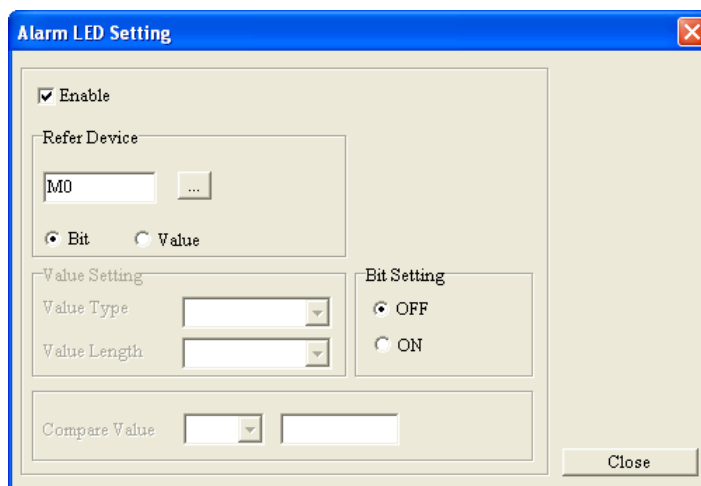 Alarm LED Setting
Enable
Refer Device
M0
...
Bit Value
Value Setting
Value Type
Value Length
Bit Setting
OFF
ON
Compare Value
Close